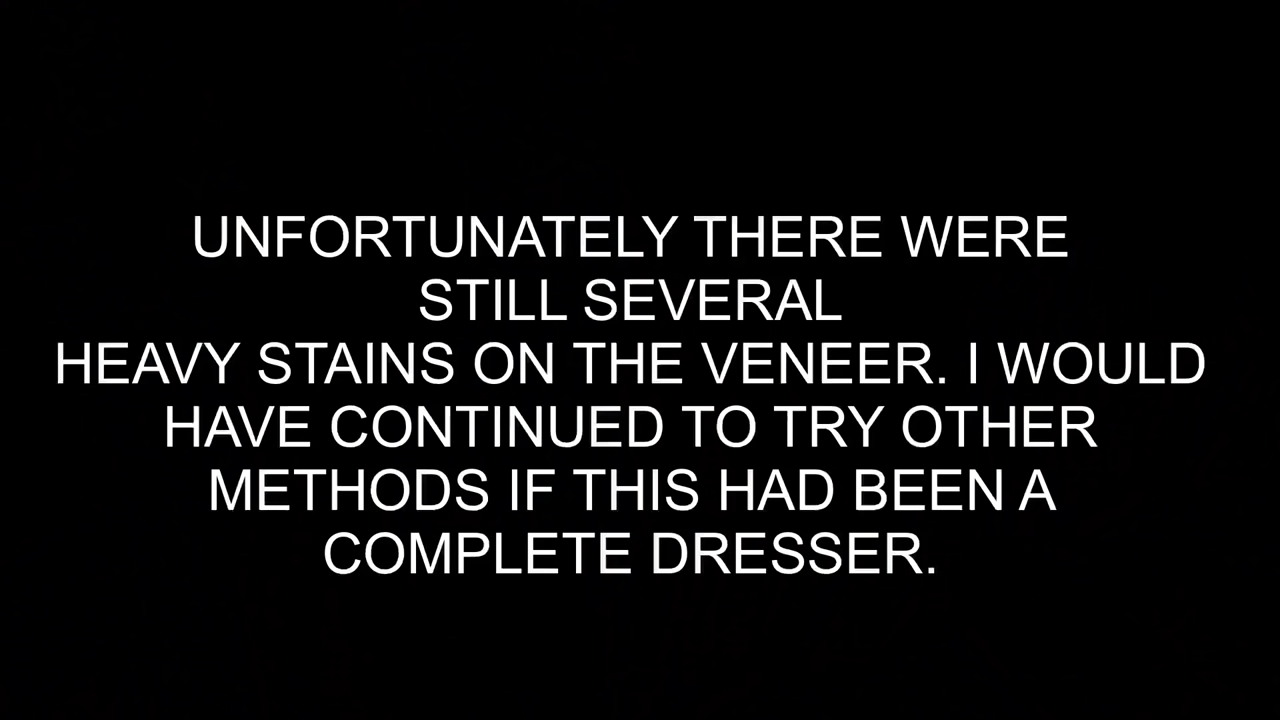 UNFORTUNATELY THERE WERE
STILL SEVERAL
HEAVY STAINS ON THE VENEER. I WOULD
HAVE CONTINUED TO TRY OTHER
METHODS IF THIS HAD BEEN A
COMPLETE DRESSER.